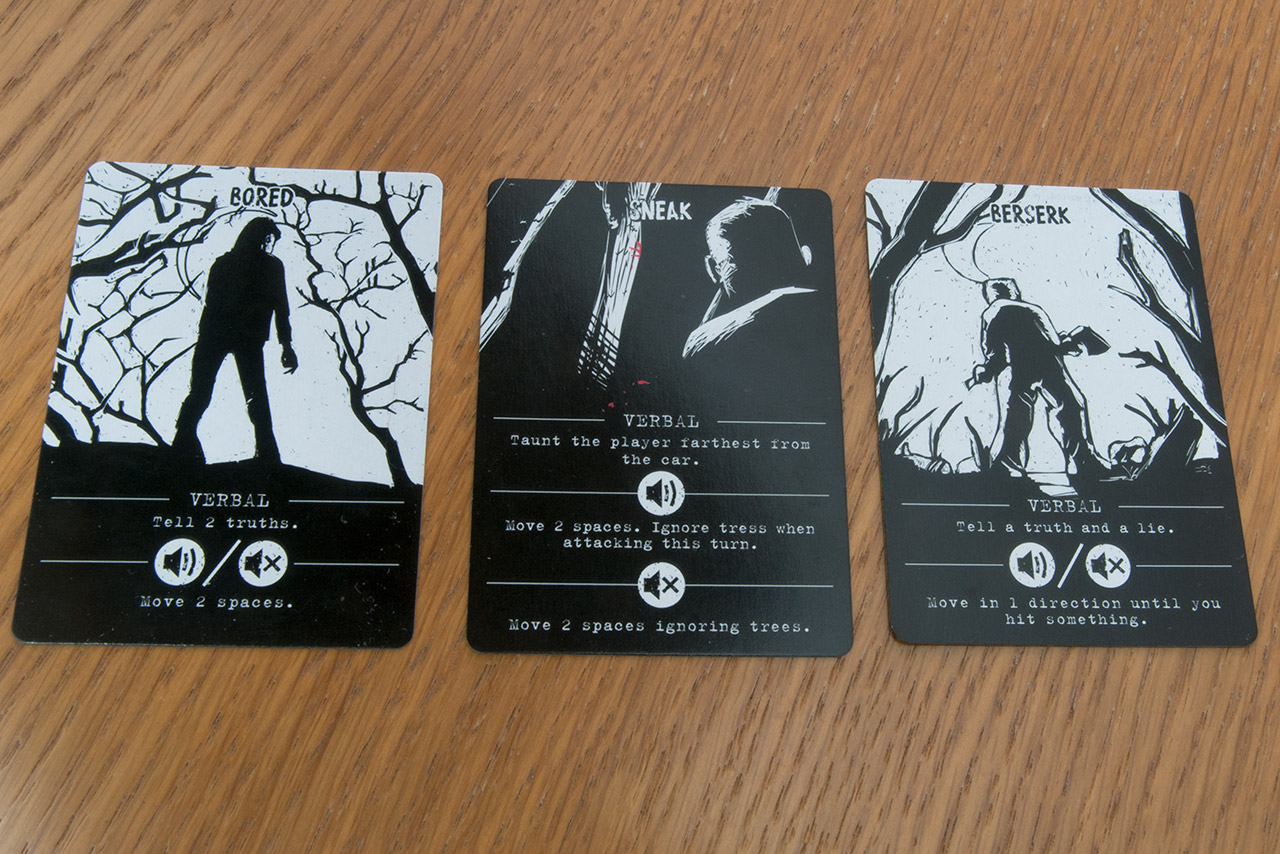 BORED
VERBAL
Tell 2 truths.
Move 2 spaces.
SNEAK
VERBAL
Taunt the player farthest from
the car.
Move 2 spaces. Ignore tress when
attacking this turn.
Move 2 spaces ignoring trees.
BERSERK
VERBAL
Tell a truth and a lie.
Move in 1 direction until you
hit something.